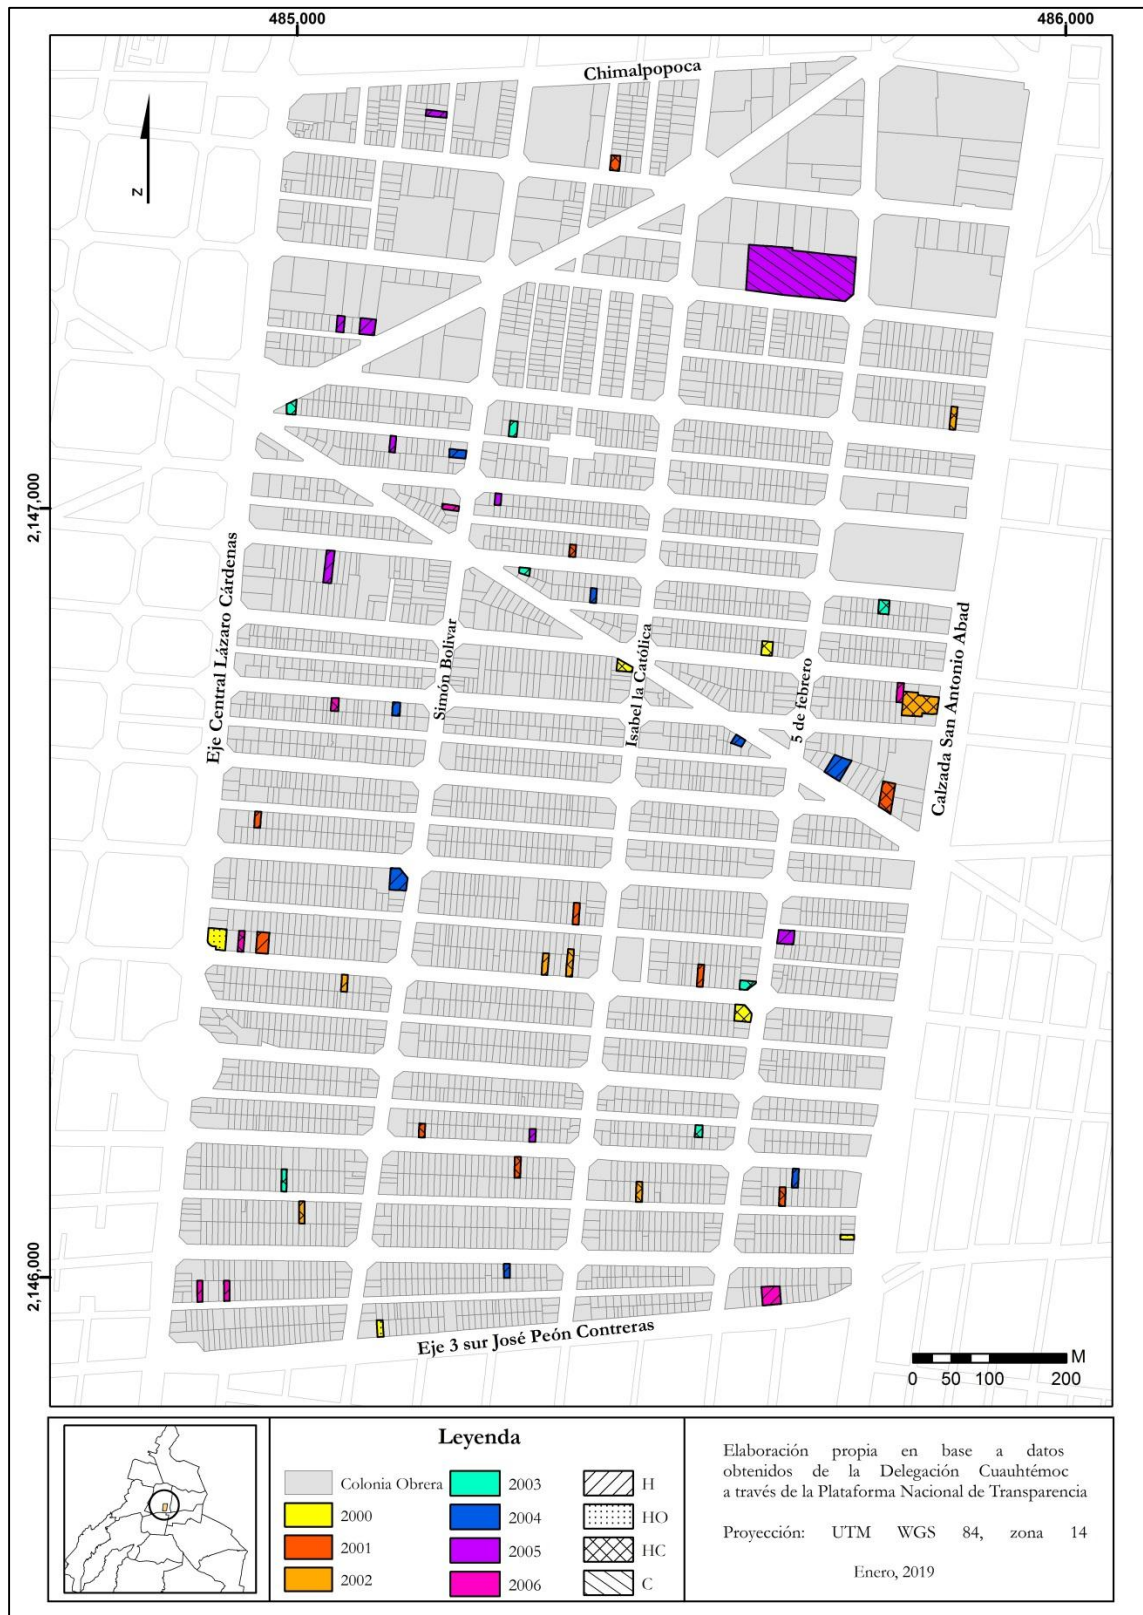 485,000
486,000
Chimalpopoca
N
2,147,000
Eje Central Lázaro Cárdenas
Simón Bolivar
Isabel la Católica
5 de febrero
Calzada San Antonio Abad
2,146,000
Eje 3 sur José Peón Contreras
M
0 50 100 200
Leyenda
Colonia Obrera
2000
2001
2002
2003
2004
2005
2006
H
HO
HC
C
Elaboración propia en base a datos
obtenidos de la Delegación Cuauhtémoc
a través de la Plataforma Nacional de Transparencia
Proyección: UTM WGS 84, zona 14
Enero, 2019